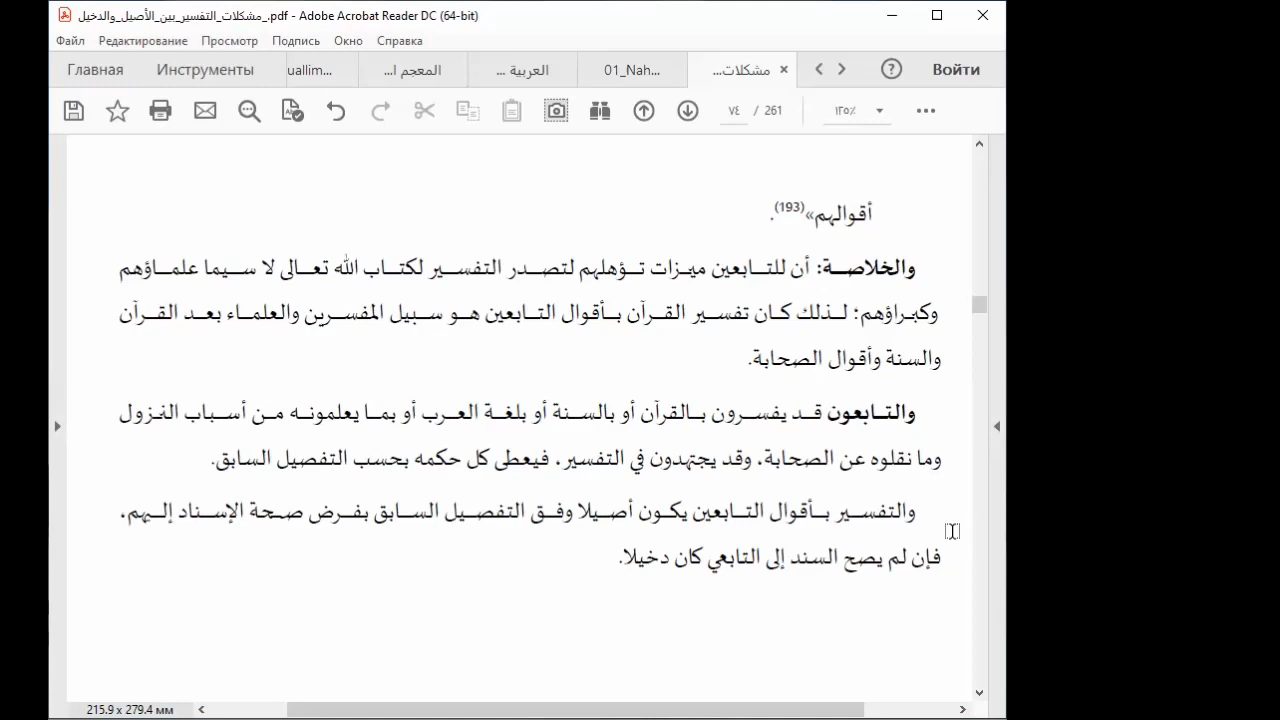 مشكلات_التفسير_بين_الأصيل_والدخيل_.pdf - Adobe Acrobat Reader DC (64-bit)
Файл Редактирование Просмотр Подпись Окно Справка
Главная Инструменты uallim... المعجم ا... العربية ... 01_Nah... مشكلات... Войти
٧٤ / 261 ١٣٥٪
أقوالهم»(193).
والخلاصة: أن للتابعين ميزات تؤهلهم لتصدر التفسير لكتاب الله تعالى لا سيما علماؤهم
وكبراؤهم؛ لذلك كان تفسير القرآن بأقوال التابعين هو سبيل المفسرين والعلماء بعد القرآن
والسنة وأقوال الصحابة.
والتابعون قد يفسرون بالقرآن أو بالسنة أو بلغة العرب أو بما يعلمونه من أسباب النزول
وما نقلوه عن الصحابة، وقد يجتهدون في التفسير، فيعطى كل حكمه بحسب التفصيل السابق.
والتفسير بأقوال التابعين يكون أصيلا وفق التفصيل السابق بفرض صحة الإسناد إليهم،
فإن لم يصح السند إلى التابعي كان دخيلا.
215.9 x 279.4 мм